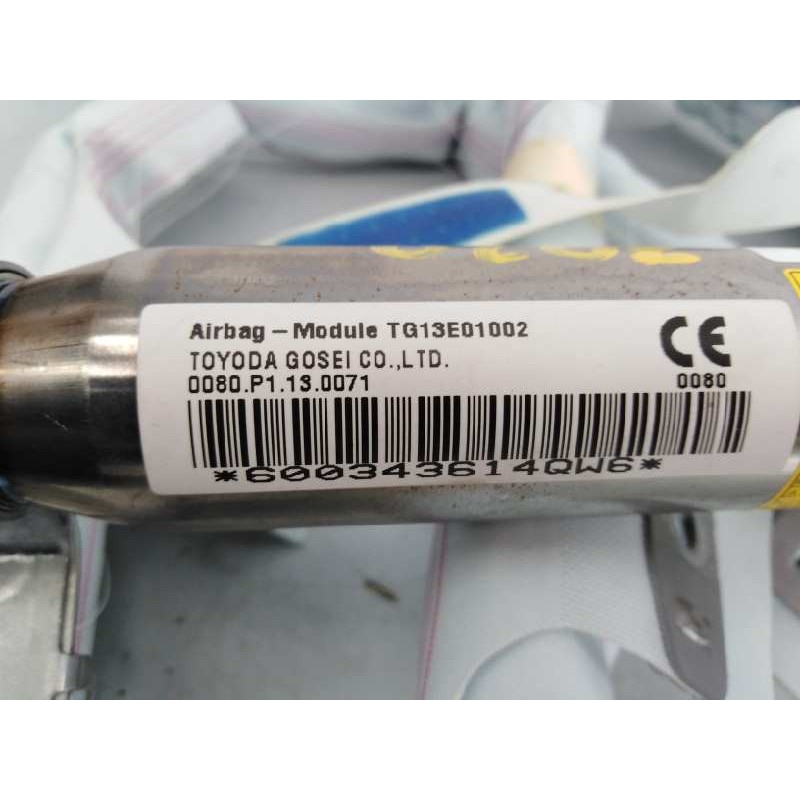 Airbag – Module TG13E01002
TOYODA GOSEI CO.,LTD.
0080.P1.13.0071
CE
0080
*600343614QW6*